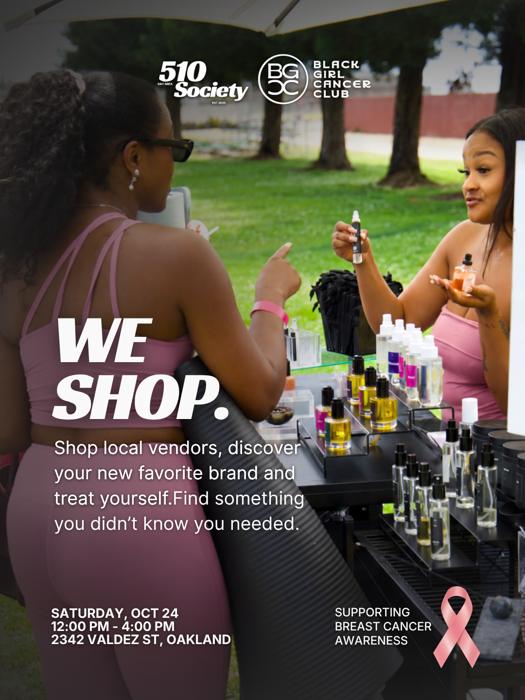 510
Society
BLACK
GIRL
CANCER
CLUB
BG
CC
WE
SHOP.
Shop local vendors, discover
your new favorite brand and
treat yourself.Find something
you didn’t know you needed.
SATURDAY, OCT 24
12:00 PM - 4:00 PM
2342 VALDEZ ST, OAKLAND
SUPPORTING
BREAST CANCER
AWARENESS